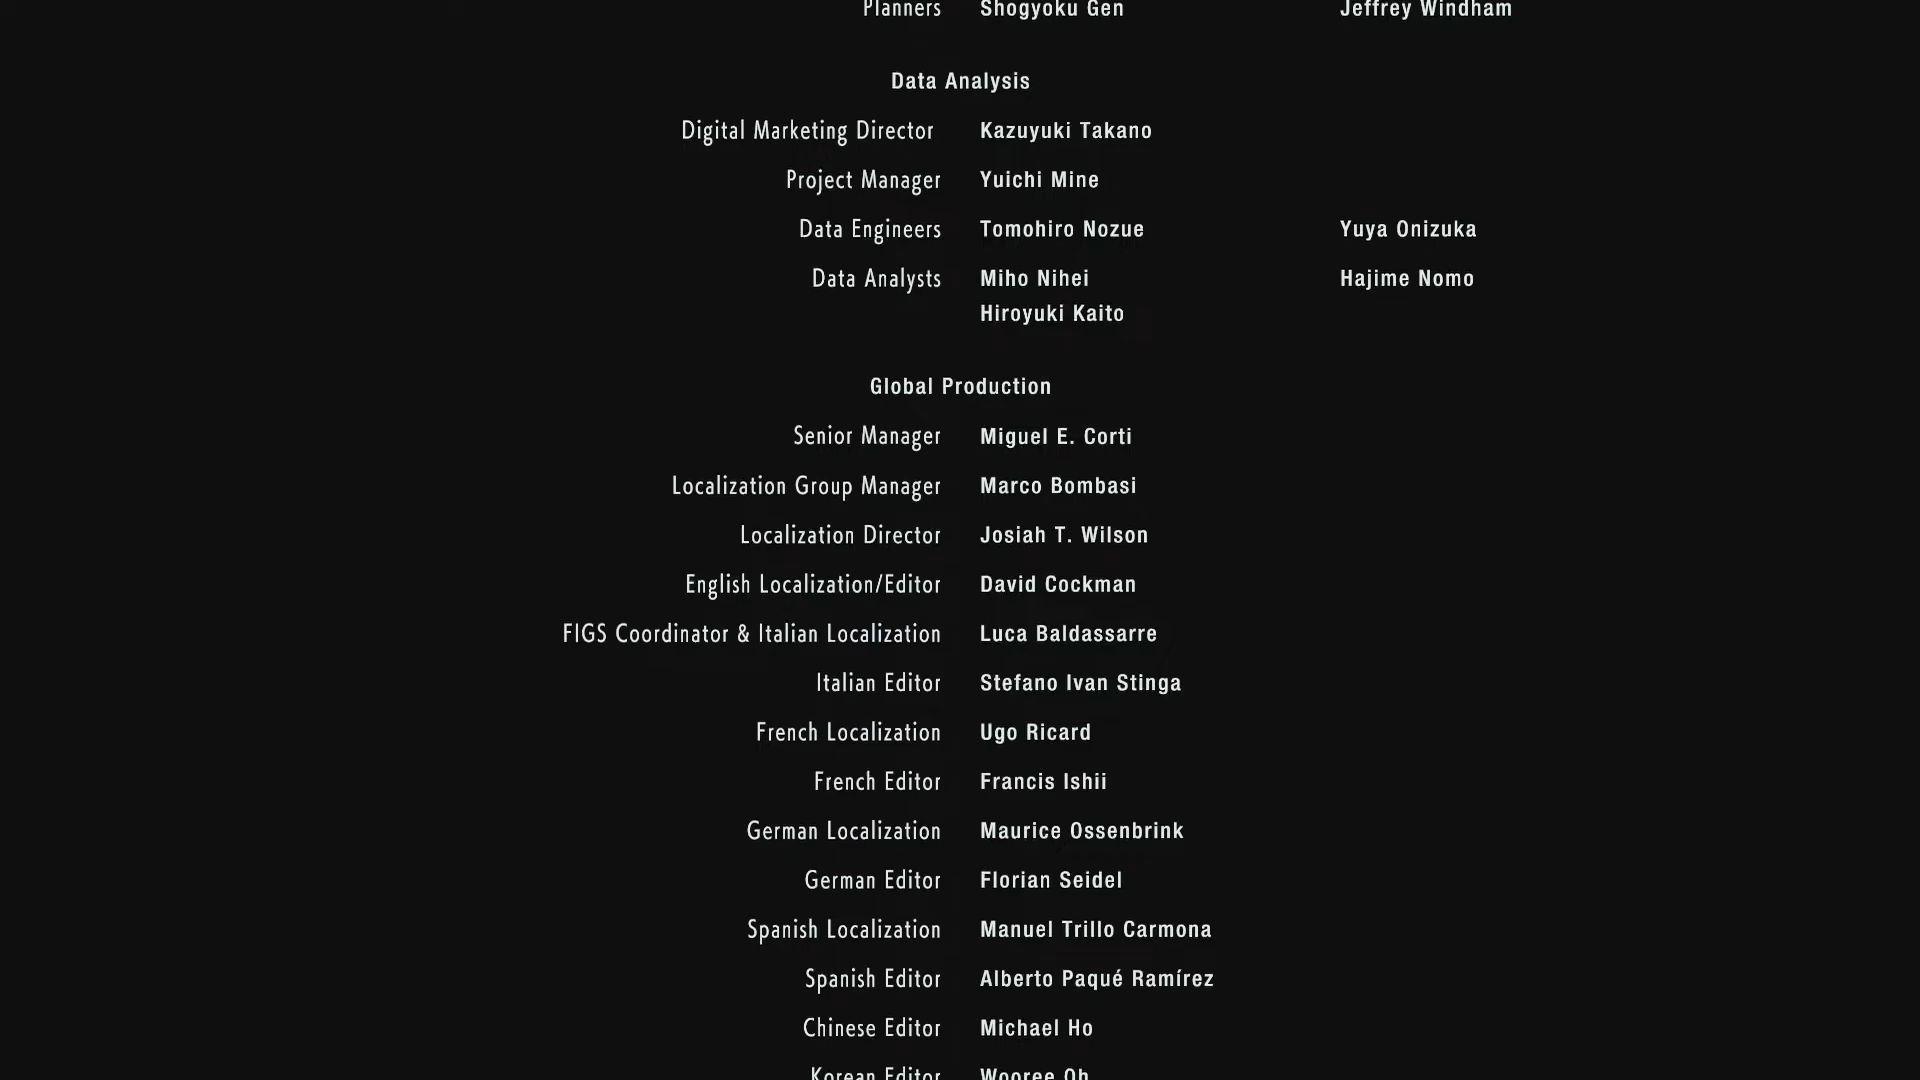 Planners Shogyoku Gen Jeffrey Windham
Data Analysis
Digital Marketing Director Kazuyuki Takano
Project Manager Yuichi Mine
Data Engineers Tomohiro Nozue Yuya Onizuka
Data Analysts Miho Nihei Hajime Nomo
Hiroyuki Kaito
Global Production
Senior Manager Miguel E. Corti
Localization Group Manager Marco Bombasi
Localization Director Josiah T. Wilson
English Localization/Editor David Cockman
FIGS Coordinator & Italian Localization Luca Baldassarre
Italian Editor Stefano Ivan Stinga
French Localization Ugo Ricard
French Editor Francis Ishii
German Localization Maurice Ossenbrink
German Editor Florian Seidel
Spanish Localization Manuel Trillo Carmona
Spanish Editor Alberto Paqué Ramírez
Chinese Editor Michael Ho
Korean Editor Wooree Oh